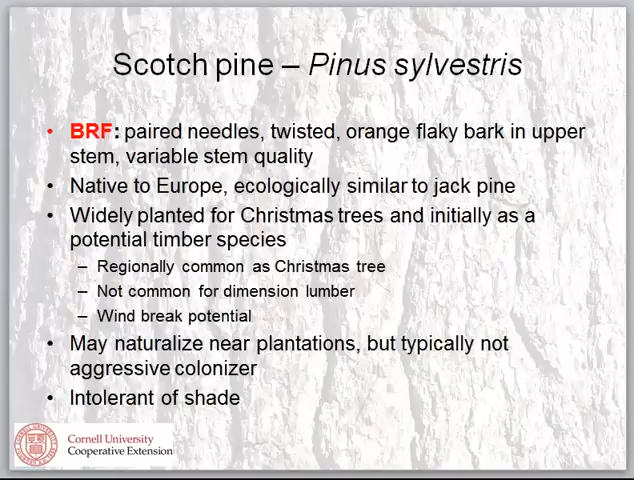 Scotch pine – Pinus sylvestris
• BRF: paired needles, twisted, orange flaky bark in upper
stem, variable stem quality
• Native to Europe, ecologically similar to jack pine
• Widely planted for Christmas trees and initially as a
potential timber species
– Regionally common as Christmas tree
– Not common for dimension lumber
– Wind break potential
• May naturalize near plantations, but typically not
aggressive colonizer
• Intolerant of shade
Cornell University
Cooperative Extension